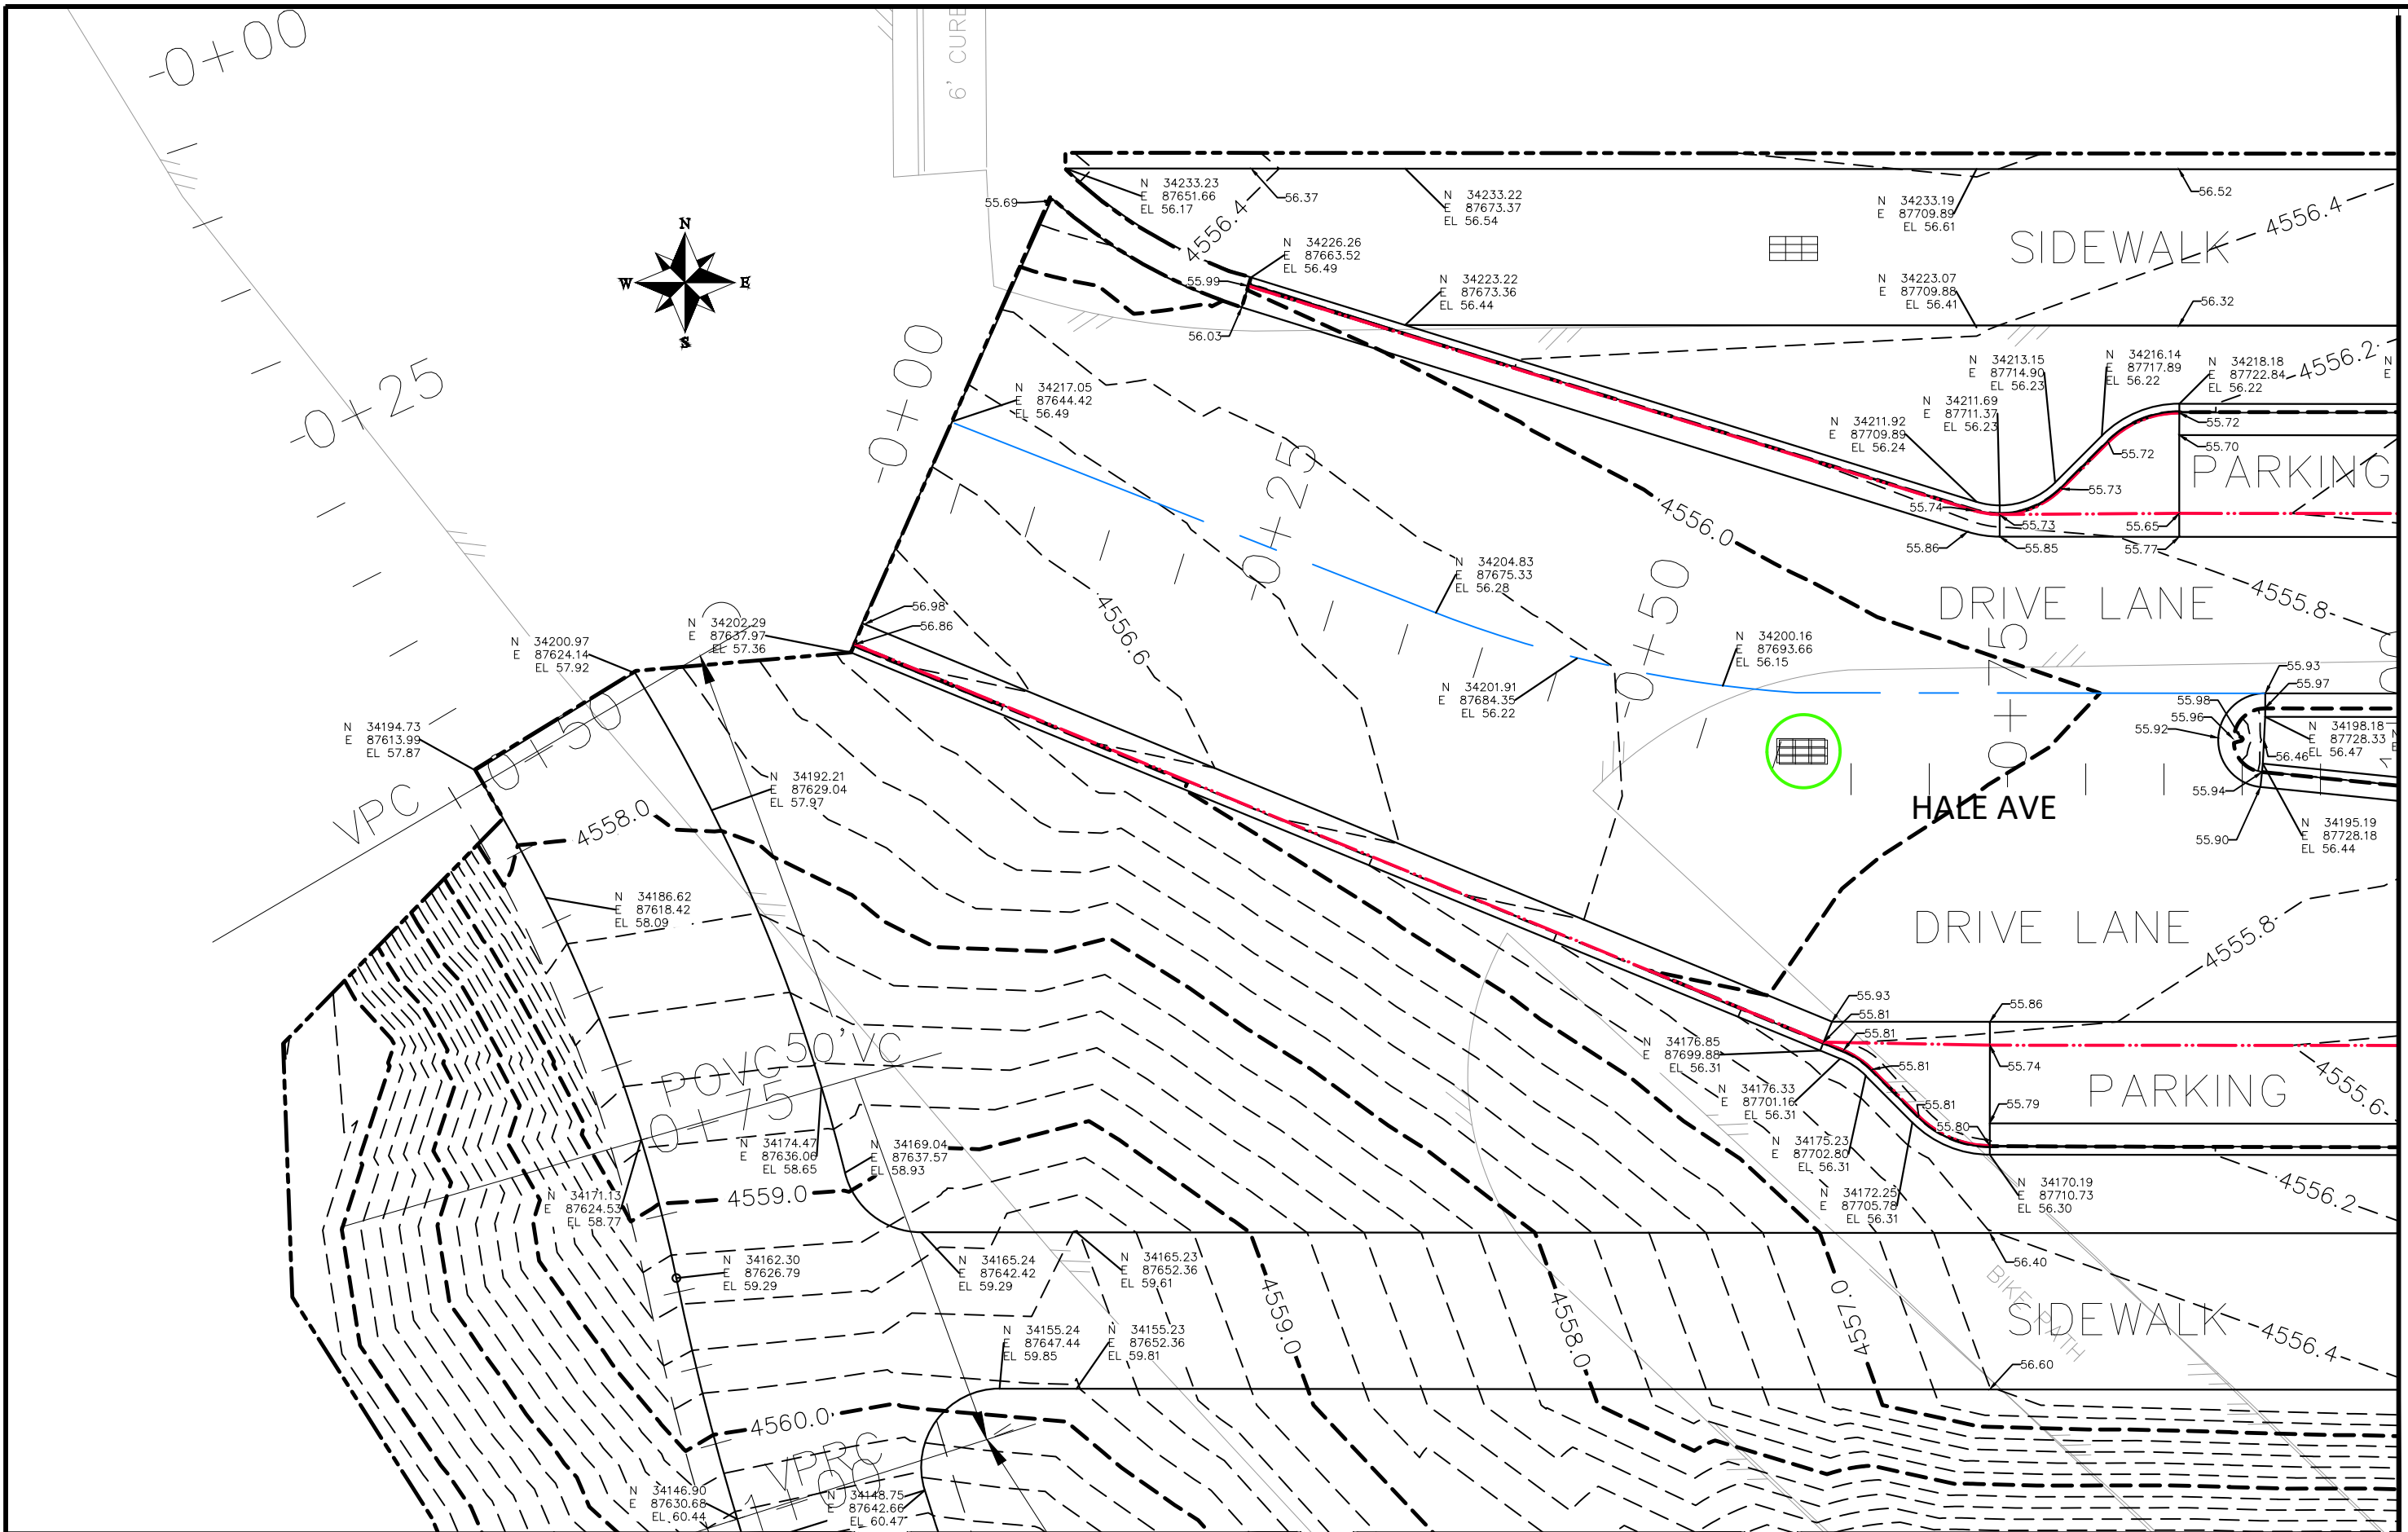 -0+00
6' CURB
N 34233.23
E 87651.66
EL 56.17
56.37
N 34233.22
E 87673.37
EL 56.54
N 34233.19
E 87709.89
EL 56.61
56.52
55.69
4556.4
4556.4
SIDEWALK
N
W
E
S
N 34226.26
E 87663.52
EL 56.49
55.99
56.03
N 34223.22
E 87673.36
EL 56.44
N 34223.07
E 87709.88
EL 56.41
56.32
-0+25
-0+00
N 34217.05
E 87644.42
EL 56.49
N 34213.15
E 87714.90
EL 56.23
N 34216.14
E 87717.89
EL 56.22
N 34218.18
E 87722.84
EL 56.22
4556.2
N
E
N 34211.69
E 87711.37
EL 56.23
N 34211.92
E 87709.89
EL 56.24
55.72
55.70
55.72
PARKING
55.73
55.74
55.73
55.65
55.86
55.85
55.77
-0+25
4556.0
4555.8
N 34204.83
E 87675.33
EL 56.28
DRIVE LANE
-0+50
-0+75
56.98
56.86
4556.6
N 34202.29
E 87637.97
EL 57.36
N 34200.97
E 87624.14
EL 57.92
N 34200.16
E 87693.66
EL 56.15
N 34201.91
E 87684.35
EL 56.22
55.93
55.97
55.98
55.96
55.92
N 34198.18
E 87728.33
EL 56.47
56.46
55.94
55.90
N 34195.19
E 87728.18
EL 56.44
HALE AVE
N 34194.73
E 87613.99
EL 57.87
VPC
0+50
N 34192.21
E 87629.04
EL 57.97
4558.0
N 34186.62
E 87618.42
EL 58.09
DRIVE LANE
4555.8
55.93
55.81
55.81
55.86
N 34176.85
E 87699.88
EL 56.31
55.81
55.74
N 34176.33
E 87701.16
EL 56.31
55.81
55.79
55.80
PARKING
4555.6
POVC
50'VC
0+75
N 34174.47
E 87636.06
EL 58.65
N 34169.04
E 87637.57
EL 58.93
N 34175.23
E 87702.80
EL 56.31
N 34172.25
E 87705.78
EL 56.31
N 34170.19
E 87710.73
EL 56.30
4556.2
N 34171.13
E 87624.53
EL 58.77
4559.0
N 34162.30
E 87626.79
EL 59.29
N 34165.24
E 87642.42
EL 59.29
N 34165.23
E 87652.36
EL 59.61
4559.0
4558.0
4557.0
56.40
BIKE PATH
SIDEWALK
4556.4
56.60
N 34155.24
E 87647.44
EL 59.85
N 34155.23
E 87652.36
EL 59.81
4560.0
VPRC
1+00
N 34146.90
E 87630.68
EL 60.44
N 34148.75
E 87642.66
EL 60.47